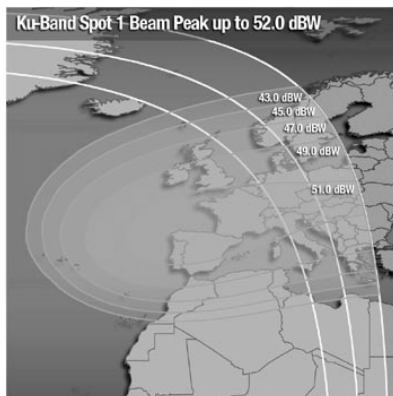 Ku-Band Spot 1 Beam Peak up to 52.0 dBW
43.0 dBW
45.0 dBW
47.0 dBW
49.0 dBW
51.0 dBW